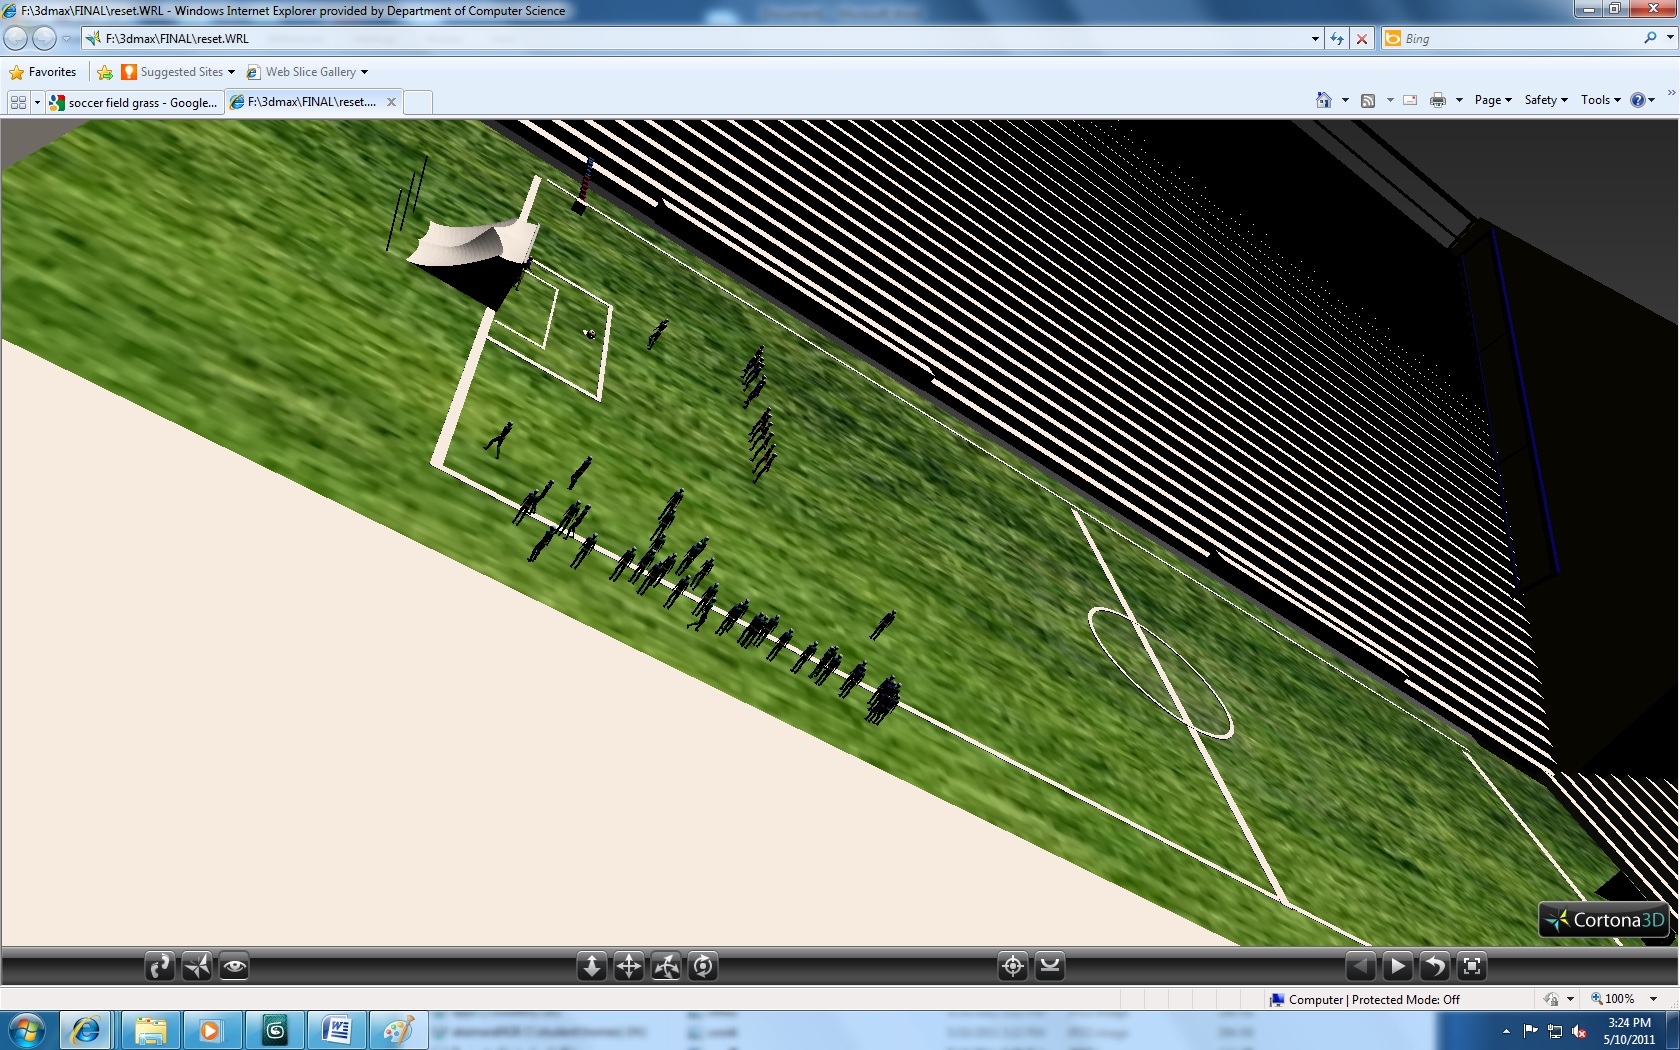 F:\3dmax\FINAL\reset.WRL - Windows Internet Explorer provided by Department of Computer Science
F:\3dmax\FINAL\reset.WRL
Bing
Favorites
Suggested Sites
Web Slice Gallery
soccer field grass - Google...
F:\3dmax\FINAL\reset....
Page
Safety
Tools
Cortona3D
Computer | Protected Mode: Off
100%
3:24 PM
5/10/2011